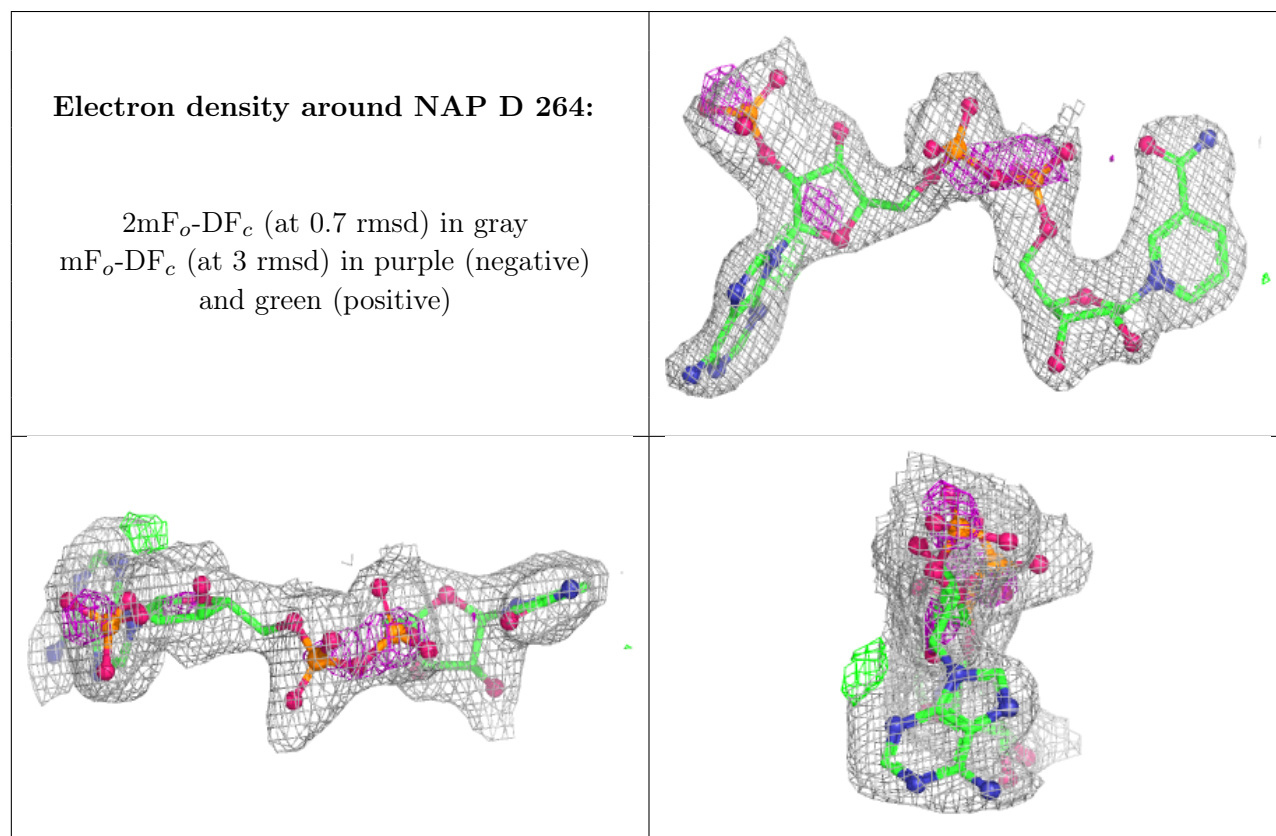 Electron density around NAP D 264:
2mFo-DFc (at 0.7 rmsd) in gray
mFo-DFc (at 3 rmsd) in purple (negative)
and green (positive)